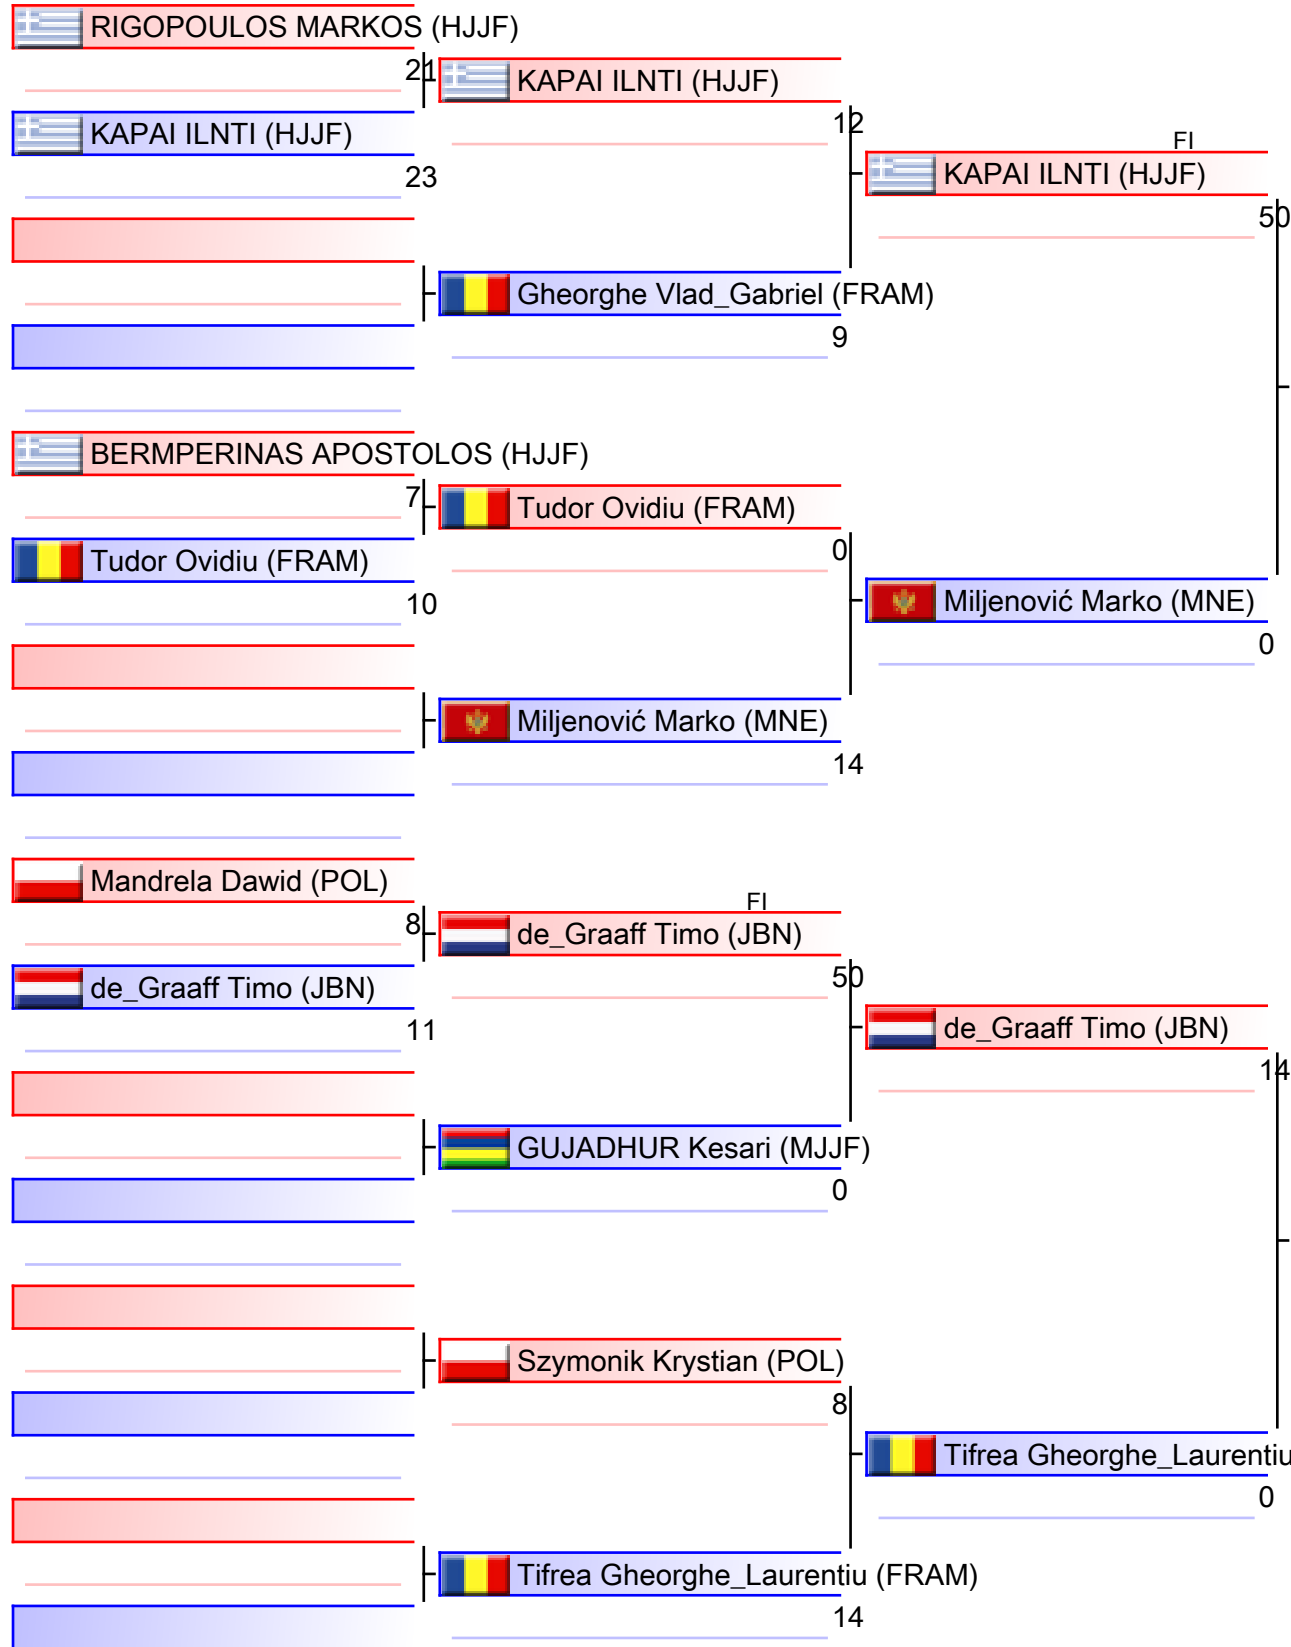 RIGOPOULOS MARKOS (HJJF)
21
KAPAI ILNTI (HJJF)
KAPAI ILNTI (HJJF)
12
23
FI
KAPAI ILNTI (HJJF)
50
Gheorghe Vlad_Gabriel (FRAM)
9
BERMPERINAS APOSTOLOS (HJJF)
7
Tudor Ovidiu (FRAM)
Tudor Ovidiu (FRAM)
0
10
Miljenović Marko (MNE)
0
Miljenović Marko (MNE)
14
Mandrela Dawid (POL)
8
FI
de_Graaff Timo (JBN)
de_Graaff Timo (JBN)
50
11
de_Graaff Timo (JBN)
14
GUJADHUR Kesari (MJJF)
0
Szymonik Krystian (POL)
8
Tifrea Gheorghe_Laurentiu
0
Tifrea Gheorghe_Laurentiu (FRAM)
14